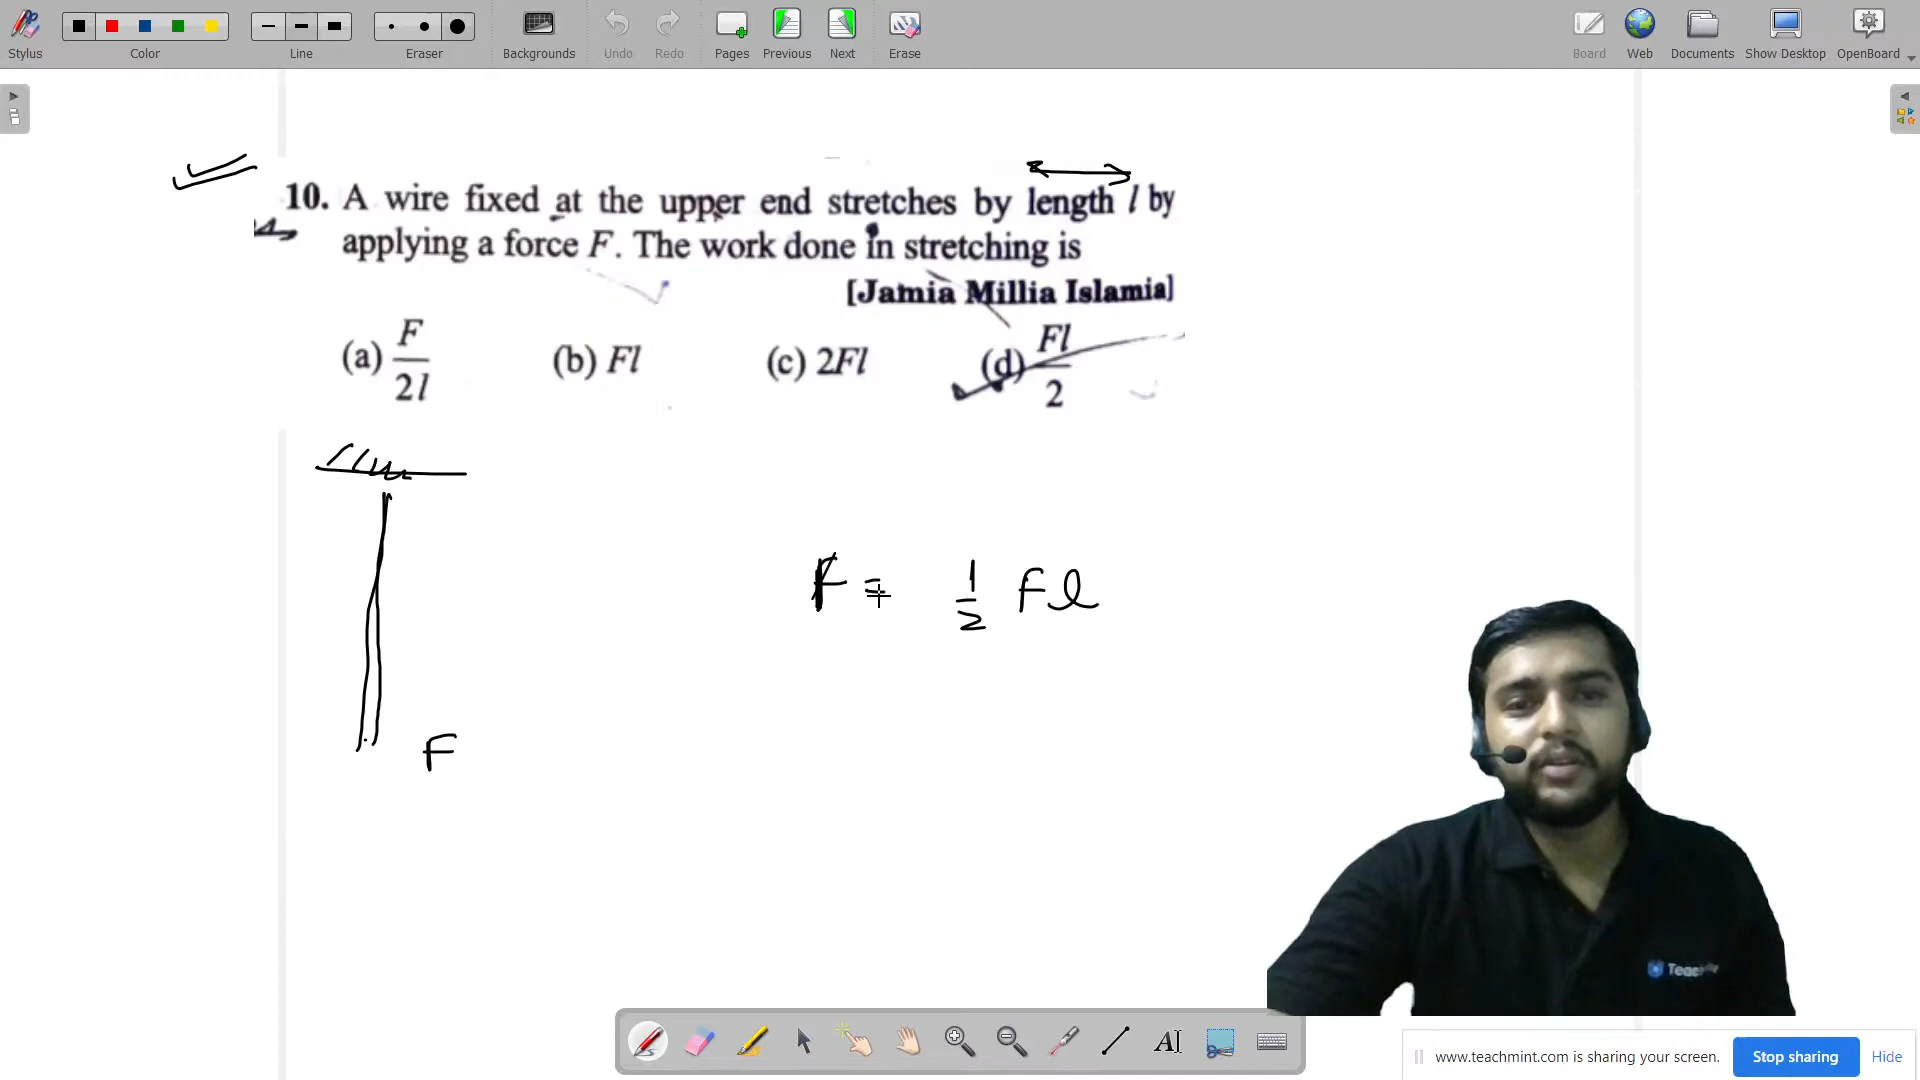 Stylus
Color
Line
Eraser
Backgrounds
Undo
Redo
Pages
Previous
Next
Erase
Board
Web
Documents
Show Desktop
OpenBoard
10. A wire fixed at the upper end stretches by length l by
applying a force F. The work done in stretching is
[Jamia Millia Islamia]
(a) F/2l (b) Fl (c) 2Fl (d) Fl/2
F = 1/2 Fl
F
www.teachmint.com is sharing your screen.
Stop sharing
Hide